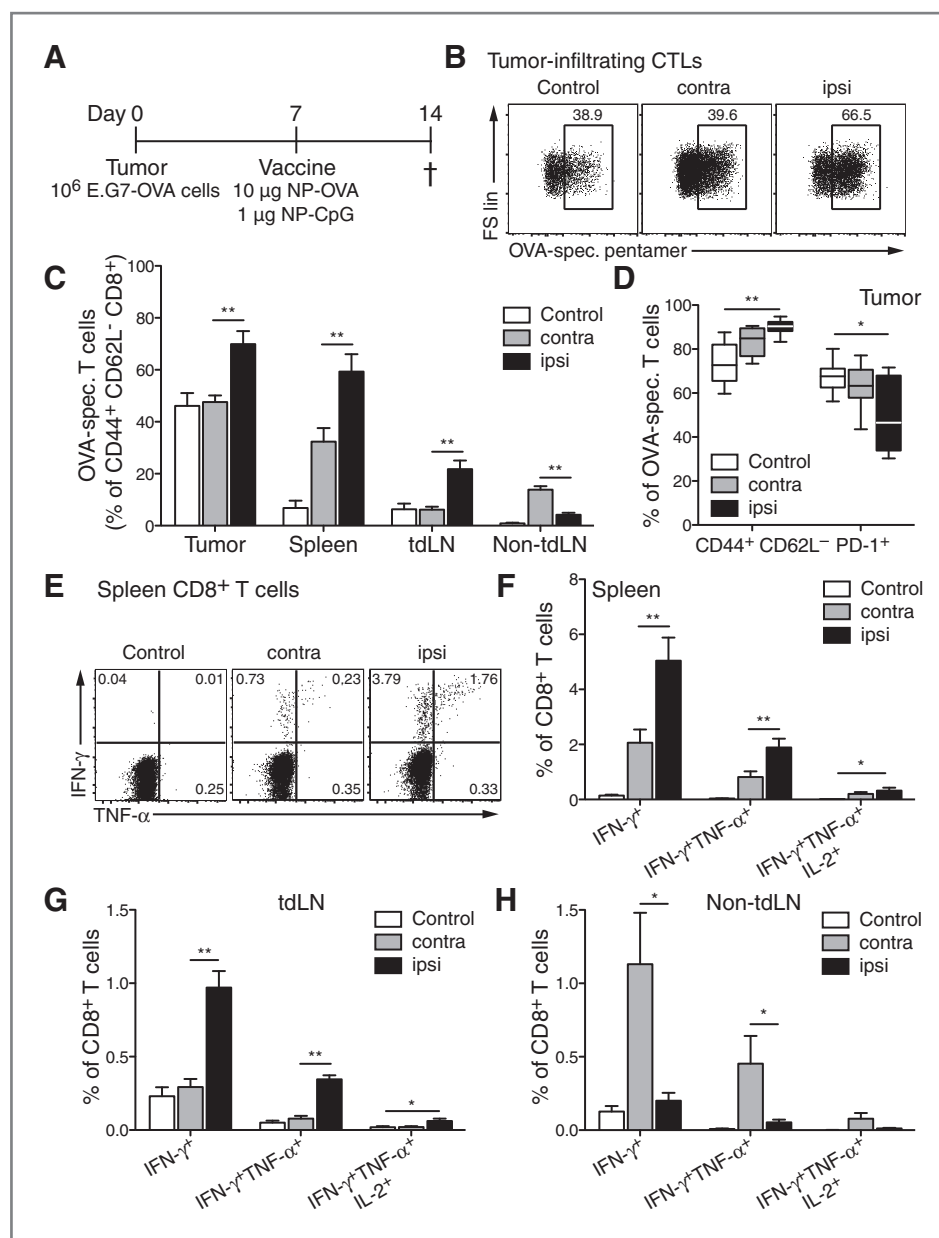 A
Day 0 7 14
Tumor Vaccine †
10⁶ E.G7-OVA cells 10 μg NP-OVA
1 μg NP-CpG
B Tumor-infiltrating CTLs
Control contra ipsi
38.9 39.6 66.5
FS lin
OVA-spec. pentamer
C
OVA-spec. T cells
(% of CD44⁺ CD62L⁻ CD8⁺)
100
80
60
40
20
0
** ** ** **
Control
contra
ipsi
Tumor Spleen tdLN Non-tdLN
D Tumor
% of OVA-spec. T cells
100
80
60
40
20
0
** *
Control
contra
ipsi
CD44⁺ CD62L⁻ PD-1⁺
E Spleen CD8⁺ T cells
Control contra ipsi
0.04 0.01 0.73 0,23 3.79 1.76
0.25 0.35 0.33
IFN-γ
TNF-α
F Spleen
% of CD8⁺ T cells
8
6
4
2
0
** ** *
Control
contra
ipsi
IFN-γ⁺
IFN-γ⁺TNF-α⁺
IFN-γ⁺TNF-α⁺
IL-2⁺
G tdLN
% of CD8⁺ T cells
1.5
1.0
0.5
0.0
** ** *
Control
contra
ipsi
IFN-γ⁺
IFN-γ⁺TNF-α⁺
IFN-γ⁺TNF-α⁺
IL-2⁺
H Non-tdLN
% of CD8⁺ T cells
1.5
1.0
0.5
0.0
* *
Control
contra
ipsi
IFN-γ⁺
IFN-γ⁺TNF-α⁺
IFN-γ⁺TNF-α⁺
IL-2⁺